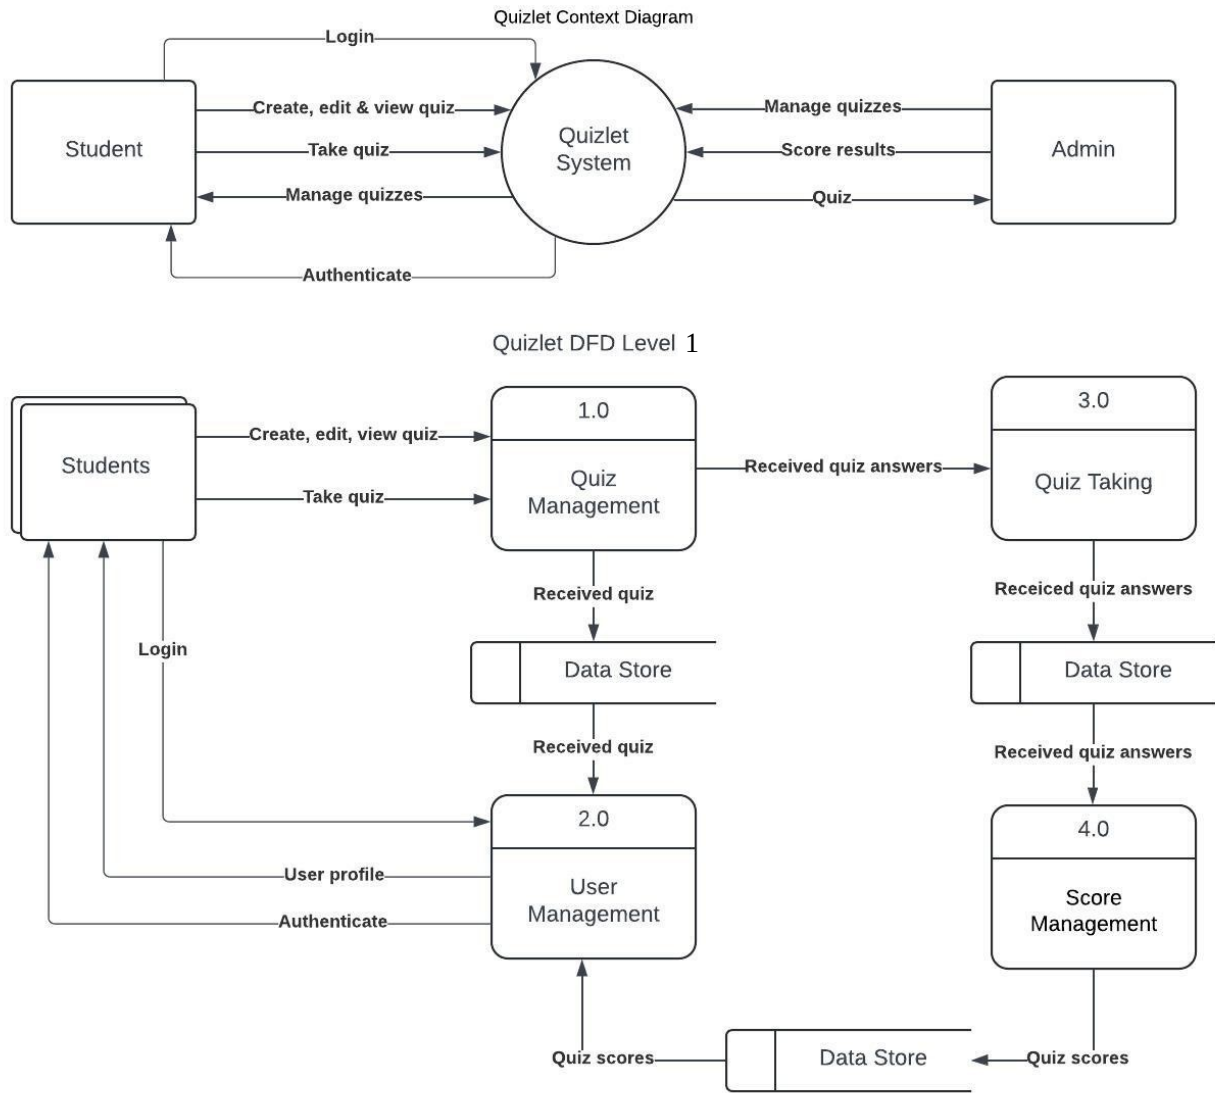 Quizlet Context Diagram
Login
Create, edit & view quiz
Manage quizzes
Student
Take quiz
Quizlet
System
Score results
Admin
Manage quizzes
Quiz
Authenticate
Quizlet DFD Level 1
Students
Create, edit, view quiz
Take quiz
1.0
Quiz
Management
Received quiz answers
3.0
Quiz Taking
Received quiz
Receiced quiz answers
Login
Data Store
Data Store
Received quiz
Received quiz answers
2.0
User
Management
User profile
Authenticate
4.0
Score
Management
Quiz scores
Data Store
Quiz scores